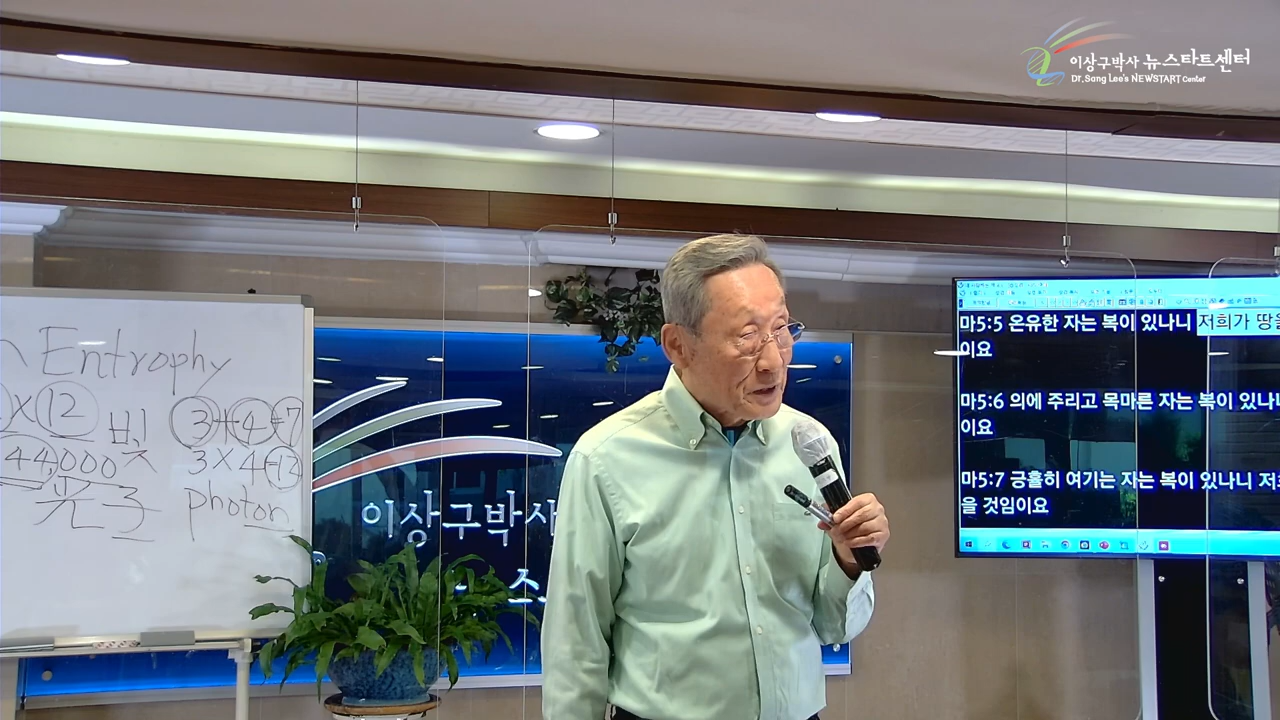 이상구박사 뉴스타트센터
Dr. Sang Lee's NEWSTART Center
Entrophy
×12 빛 3+4=7
44,000 3×4=12
光子 photon
이상구박사
마5:5 온유한 자는 복이 있나니 저희가 땅을
이요
마5:6 의에 주리고 목마른 자는 복이 있나니
이요
마5:7 긍휼히 여기는 자는 복이 있나니
을 것임이요